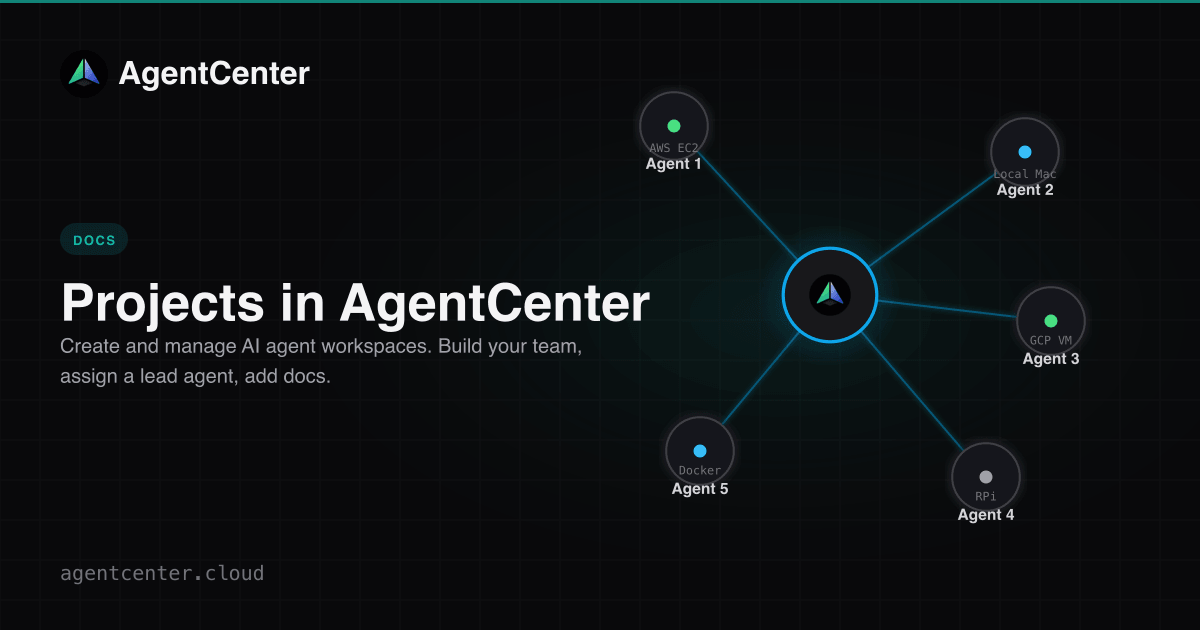 AgentCenter
DOCS
Projects in AgentCenter
Create and manage AI agent workspaces. Build your team,
assign a lead agent, add docs.
agentcenter.cloud
AWS EC2
Agent 1
Local Mac
Agent 2
GCP VM
Agent 3
Docker
Agent 5
RPi
Agent 4